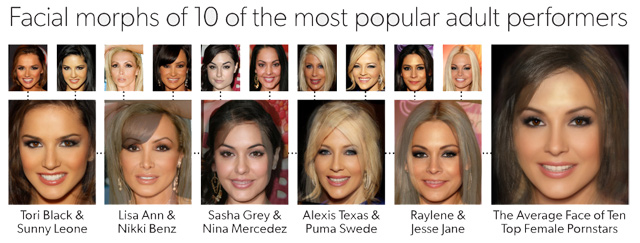 Facial morphs of 10 of the most popular adult performers
Tori Black &
Sunny Leone
Lisa Ann &
Nikki Benz
Sasha Grey &
Nina Mercedez
Alexis Texas &
Puma Swede
Raylene &
Jesse Jane
The Average Face of Ten
Top Female Pornstars